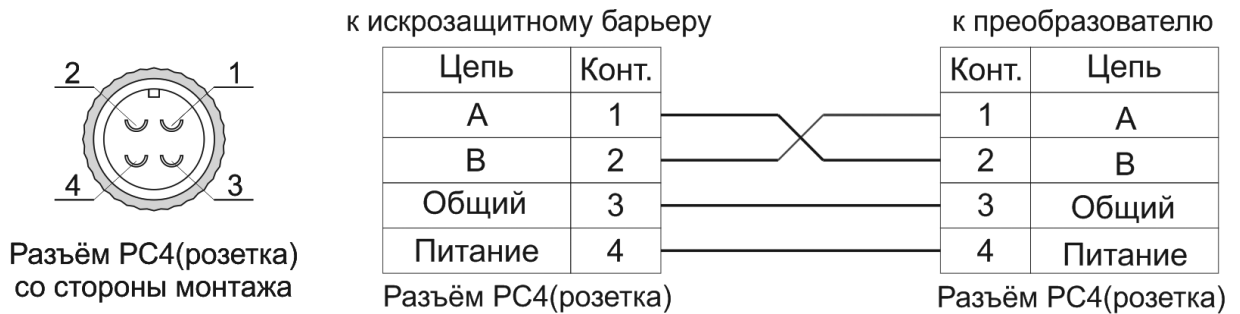 2 1
4 3
Разъём РС4(розетка)
со стороны монтажа
к искрозащитному барьеру
Цепь Конт.
А 1
В 2
Общий 3
Питание 4
Разъём РС4(розетка)
к преобразователю
Конт. Цепь
1 А
2 В
3 Общий
4 Питание
Разъём РС4(розетка)